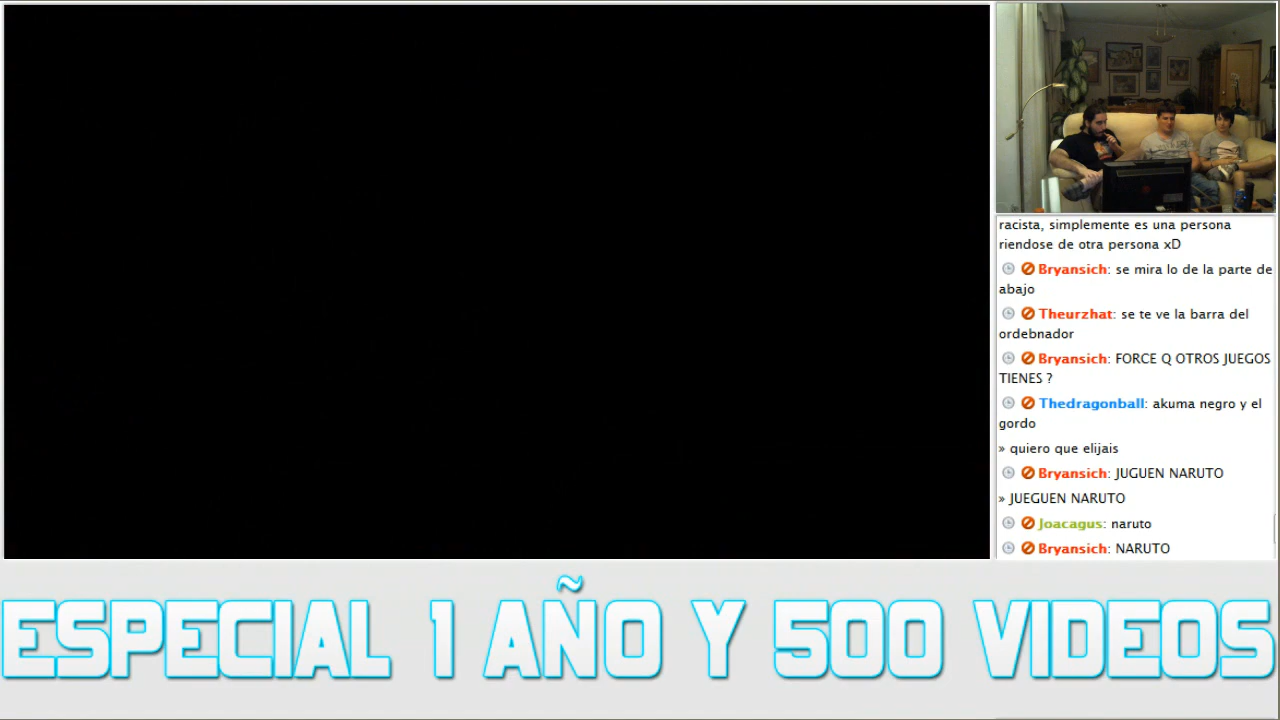 racista, simplemente es una persona
riendose de otra persona xD
Bryansich: se mira lo de la parte de
abajo
Theurzhat: se te ve la barra del
ordebnador
Bryansich: FORCE Q OTROS JUEGOS
TIENES ?
Thedragonball: akuma negro y el
gordo
» quiero que elijais
Bryansich: JUGUEN NARUTO
» JUEGUEN NARUTO
Joacagus: naruto
Bryansich: NARUTO
ESPECIAL 1 AÑO Y 500 VIDEOS